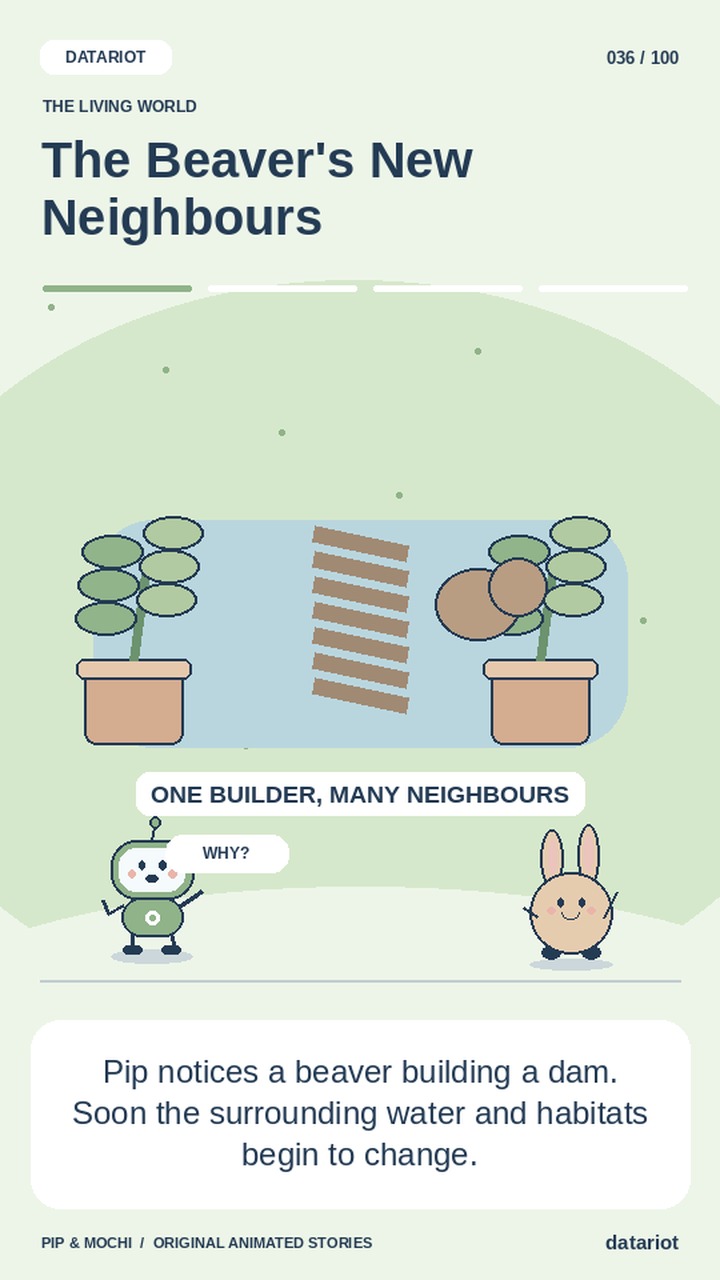 DATARIOT
036 / 100
THE LIVING WORLD
The Beaver's New
Neighbours
ONE BUILDER, MANY NEIGHBOURS
WHY?
Pip notices a beaver building a dam.
Soon the surrounding water and habitats
begin to change.
PIP & MOCHI / ORIGINAL ANIMATED STORIES
datariot